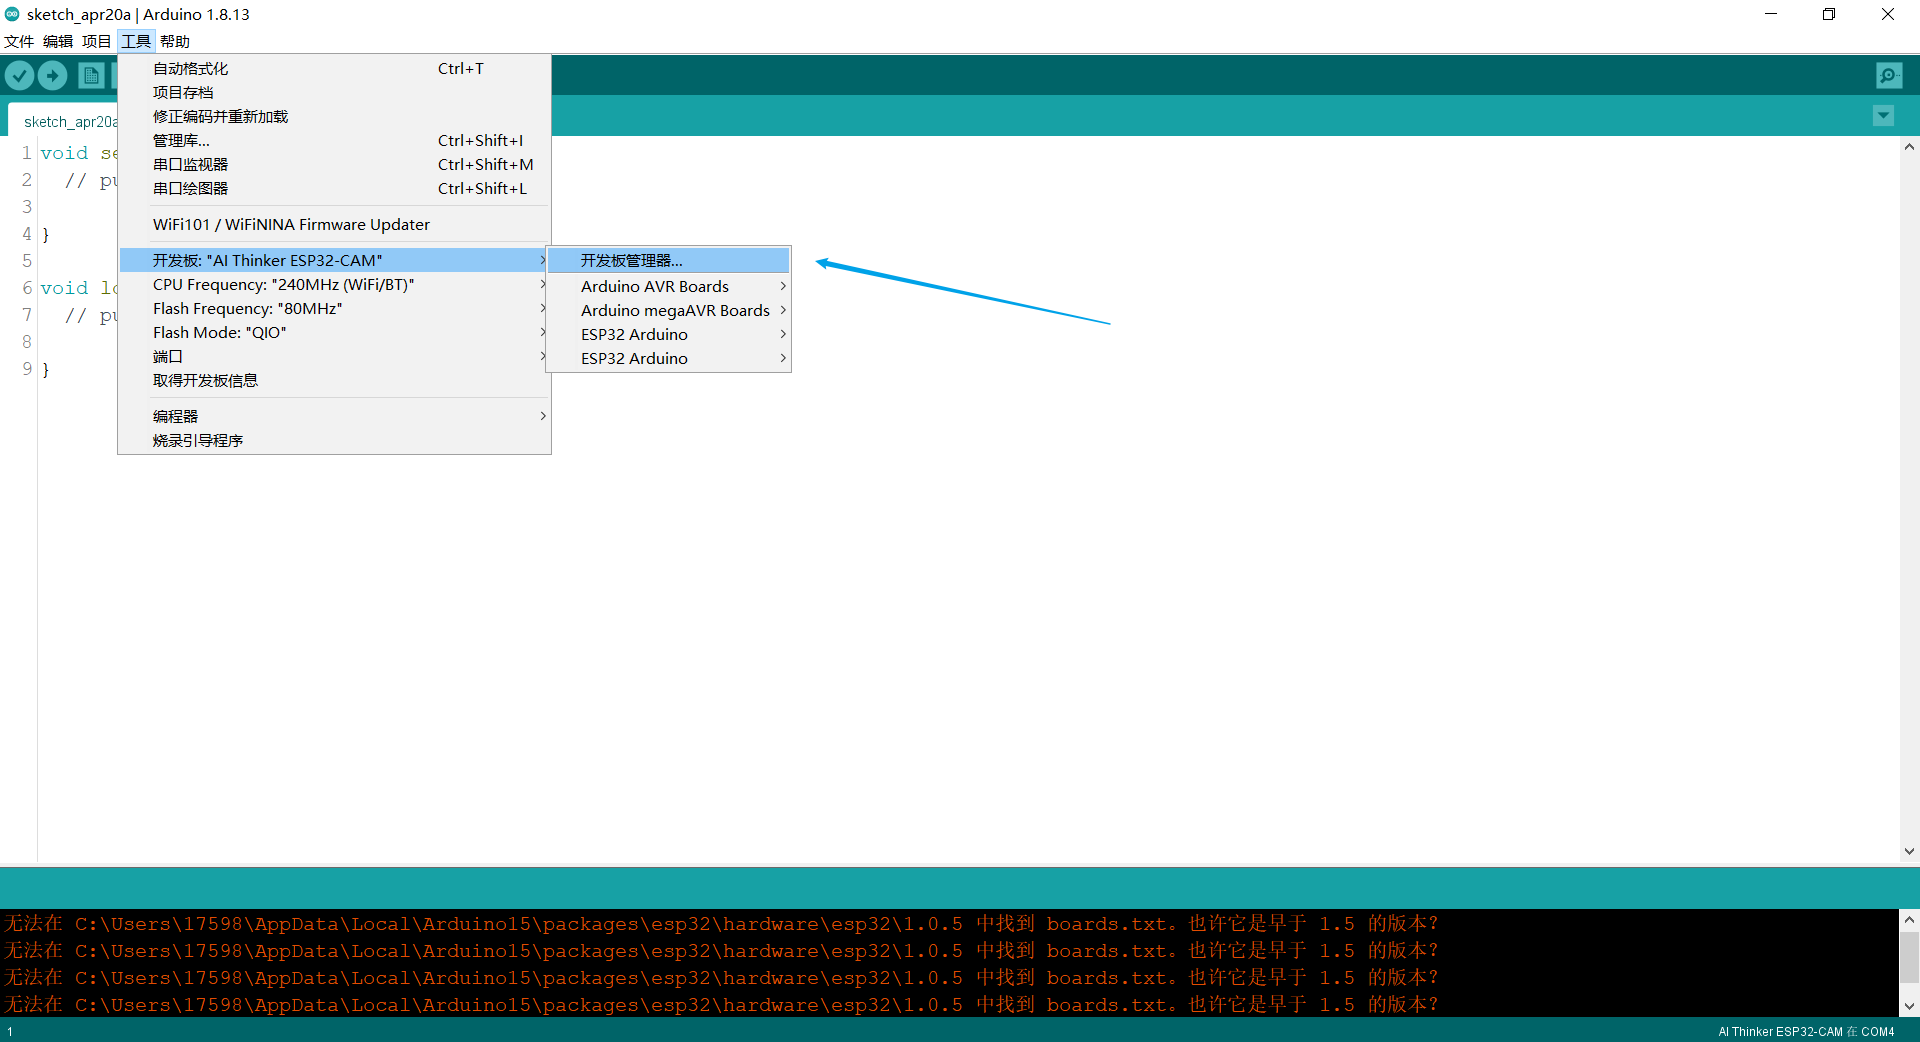 sketch_apr20a | Arduino 1.8.13
文件 编辑 项目 工具 帮助
sketch_apr20a
自动格式化 Ctrl+T
项目存档
修正编码并重新加载
管理库... Ctrl+Shift+I
串口监视器 Ctrl+Shift+M
串口绘图器 Ctrl+Shift+L
WiFi101 / WiFiNINA Firmware Updater
开发板: "AI Thinker ESP32-CAM"
CPU Frequency: "240MHz (WiFi/BT)"
Flash Frequency: "80MHz"
Flash Mode: "QIO"
端口
取得开发板信息
编程器
烧录引导程序
开发板管理器...
Arduino AVR Boards
Arduino megaAVR Boards
ESP32 Arduino
ESP32 Arduino
1 void se
2 // pu
3
4 }
5
6 void lo
7 // pu
8
9 }
无法在 C:\Users\17598\AppData\Local\Arduino15\packages\esp32\hardware\esp32\1.0.5 中找到 boards.txt。也许它是早于 1.5 的版本?
无法在 C:\Users\17598\AppData\Local\Arduino15\packages\esp32\hardware\esp32\1.0.5 中找到 boards.txt。也许它是早于 1.5 的版本?
无法在 C:\Users\17598\AppData\Local\Arduino15\packages\esp32\hardware\esp32\1.0.5 中找到 boards.txt。也许它是早于 1.5 的版本?
无法在 C:\Users\17598\AppData\Local\Arduino15\packages\esp32\hardware\esp32\1.0.5 中找到 boards.txt。也许它是早于 1.5 的版本?
1 AI Thinker ESP32-CAM 在 COM4